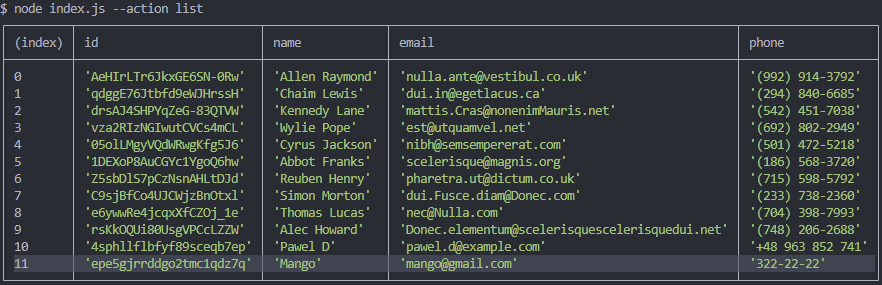 $ node index.js --action list
(index) id name email phone
0 'AeHIrLTr6JkxGE6SN-0Rw' 'Allen Raymond' 'nulla.ante@vestibul.co.uk' '(992) 914-3792'
1 'qdggE76Jtbfd9eWJHrssH' 'Chaim Lewis' 'dui.in@egetlacus.ca' '(294) 840-6685'
2 'drsAJ4SHPYqZeG-83QTVW' 'Kennedy Lane' 'mattis.Cras@nonenimMauris.net' '(542) 451-7038'
3 'vza2RIzNGIwutCVCs4mCL' 'Wylie Pope' 'est@utquamvel.net' '(692) 802-2949'
4 '05olLMgyVQdWRwgKfg5J6' 'Cyrus Jackson' 'nibh@semsempererat.com' '(501) 472-5218'
5 '1DEXoP8AuCGYc1YgoQ6hw' 'Abbot Franks' 'scelerisque@magnis.org' '(186) 568-3720'
6 'Z5sbDlS7pCzNsnAHLtDJd' 'Reuben Henry' 'pharetra.ut@dictum.co.uk' '(715) 598-5792'
7 'C9sjBfCo4UJCWjzBnOtxl' 'Simon Morton' 'dui.Fusce.diam@Donec.com' '(233) 738-2360'
8 'e6ywwRe4jcqxXfCZOj_1e' 'Thomas Lucas' 'nec@Nulla.com' '(704) 398-7993'
9 'rsKkOQUi80UsgVPCcLZZW' 'Alec Howard' 'Donec.elementum@scelerisquescelerisquedui.net' '(748) 206-2688'
10 '4sphllflbfyf89sceqb7ep' 'Pawel D' 'pawel.d@example.com' '+48 963 852 741'
11 'epe5gjrrddgo2tmc1qdz7q' 'Mango' 'mango@gmail.com' '322-22-22'